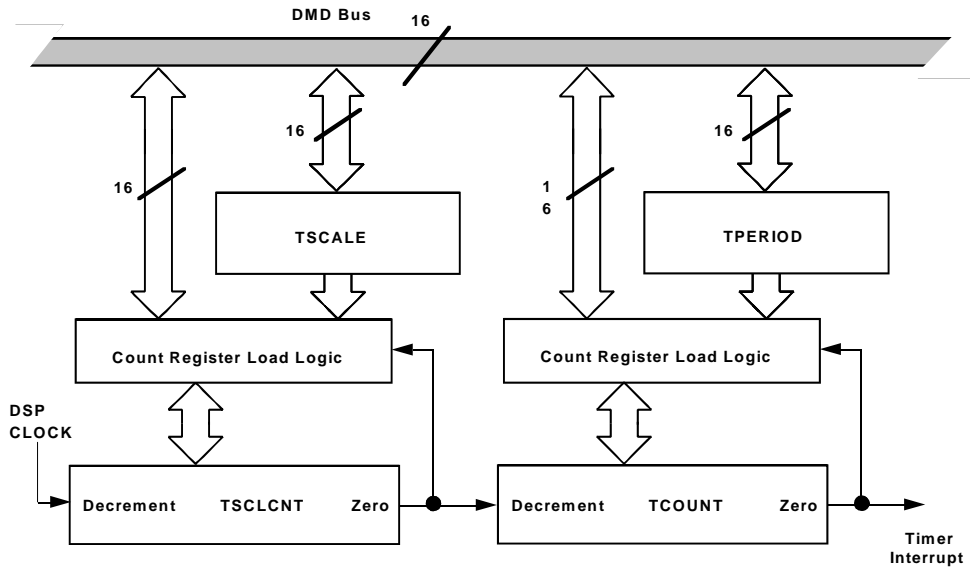 DMD Bus
16
16
16
1
6
16
TSCALE
TPERIOD
Count Register Load Logic
Count Register Load Logic
DSP
CLOCK
Decrement TSCLCNT Zero
Decrement TCOUNT Zero
Timer
Interrupt